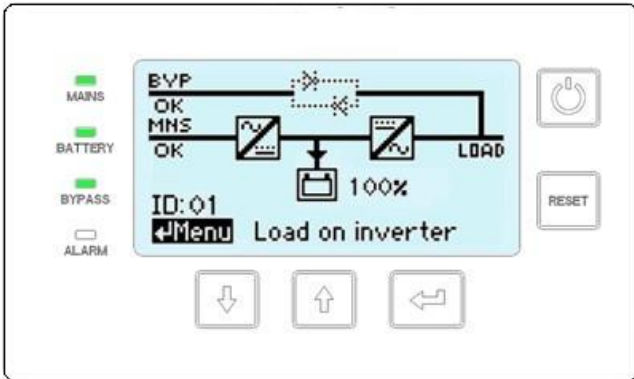 MAINS
BATTERY
BYPASS
ALARM
BYP
OK
MNS
OK
LOAD
100%
ID:01
↵Menu Load on inverter
RESET